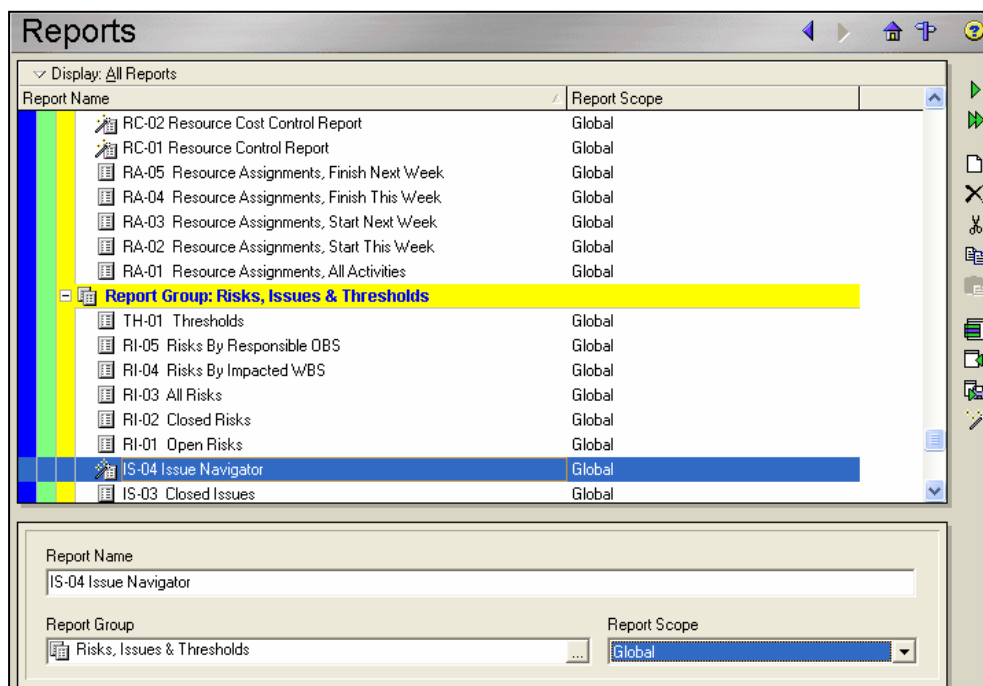 Reports
Display: All Reports
Report Name Report Scope
RC-02 Resource Cost Control Report Global
RC-01 Resource Control Report Global
RA-05 Resource Assignments, Finish Next Week Global
RA-04 Resource Assignments, Finish This Week Global
RA-03 Resource Assignments, Start Next Week Global
RA-02 Resource Assignments, Start This Week Global
RA-01 Resource Assignments, All Activities Global
Report Group: Risks, Issues & Thresholds
TH-01 Thresholds Global
RI-05 Risks By Responsible OBS Global
RI-04 Risks By Impacted WBS Global
RI-03 All Risks Global
RI-02 Closed Risks Global
RI-01 Open Risks Global
IS-04 Issue Navigator Global
IS-03 Closed Issues Global
Report Name
IS-04 Issue Navigator
Report Group Report Scope
Risks, Issues & Thresholds ... Global